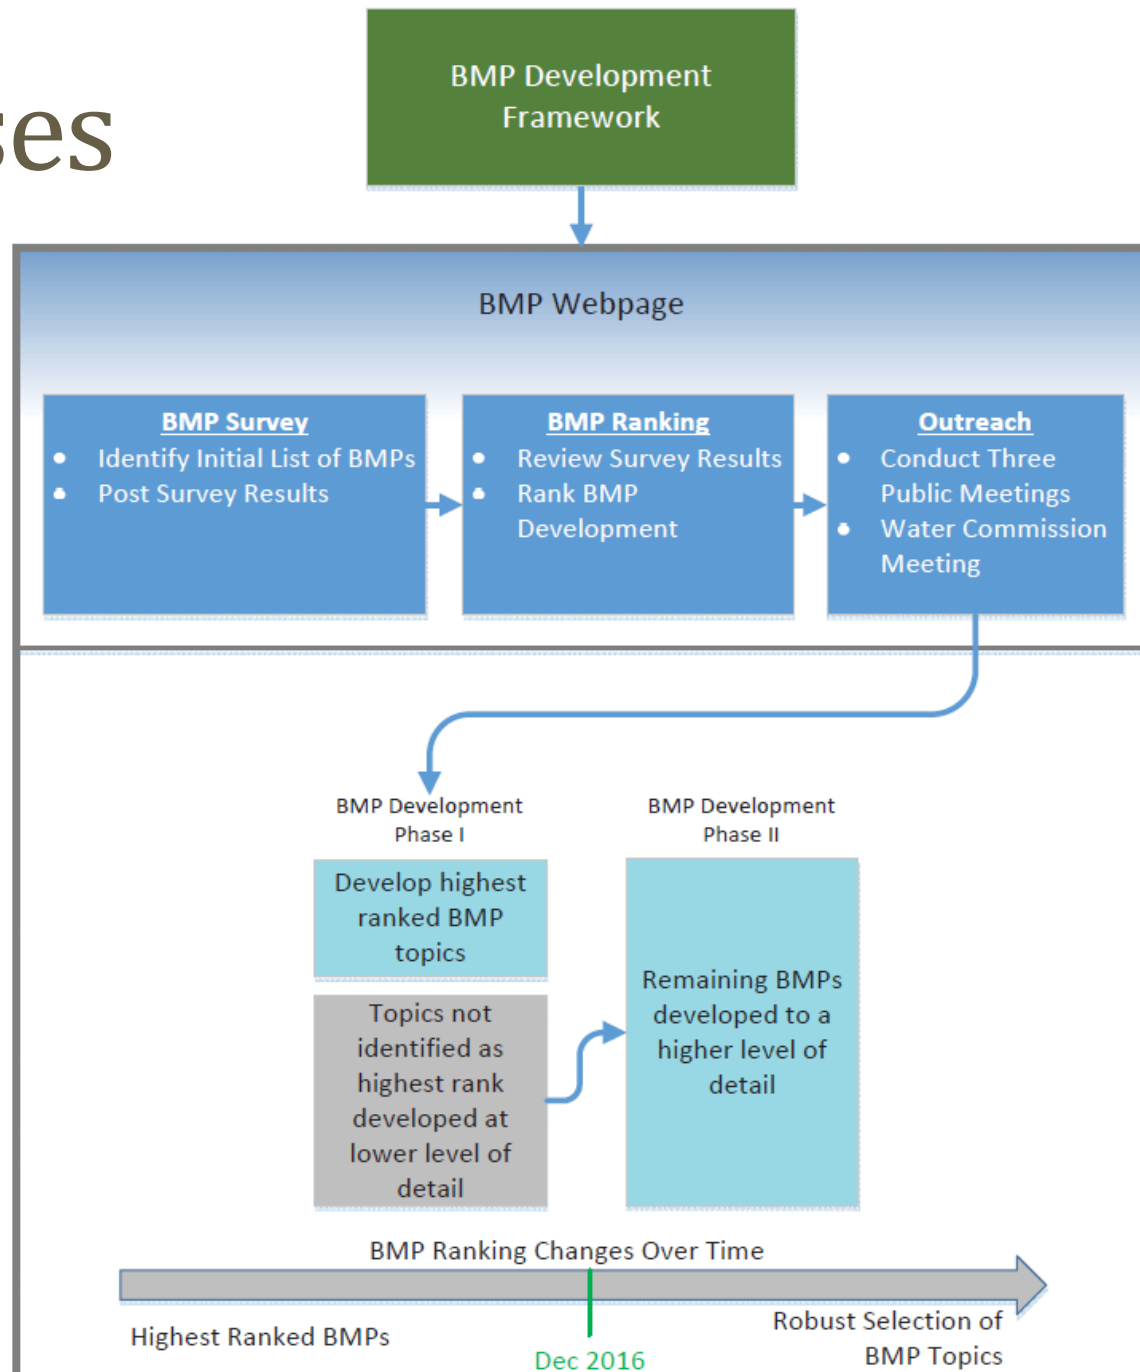 ses
BMP Development
Framework
BMP Webpage
BMP Survey
• Identify Initial List of BMPs
• Post Survey Results
BMP Ranking
• Review Survey Results
• Rank BMP
Development
Outreach
• Conduct Three
Public Meetings
• Water Commission
Meeting
BMP Development
Phase I
Develop highest
ranked BMP
topics
Topics not
identified as
highest rank
developed at
lower level of
detail
BMP Development
Phase II
Remaining BMPs
developed to a
higher level of
detail
BMP Ranking Changes Over Time
Highest Ranked BMPs
Dec 2016
Robust Selection of
BMP Topics